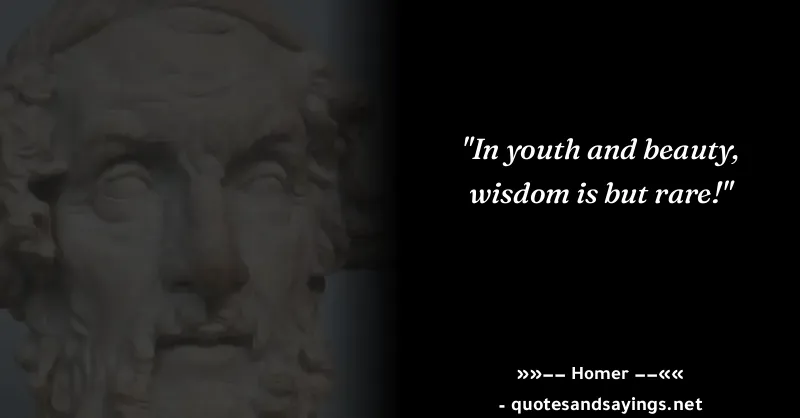 "In youth and beauty,
wisdom is but rare!"
»»–– Homer ––««
- quotesandsayings.net